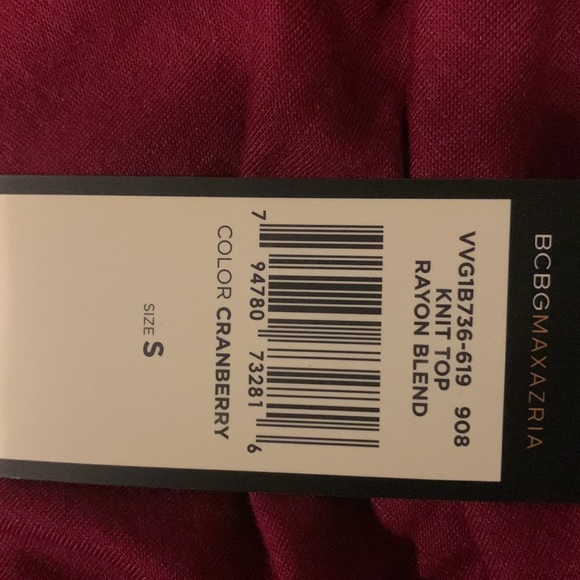 BCBGMAXAZRIA
VVG1B736-619 908
KNIT TOP
RAYON BLEND
7 94780 73281 6
COLOR CRANBERRY
SIZE S